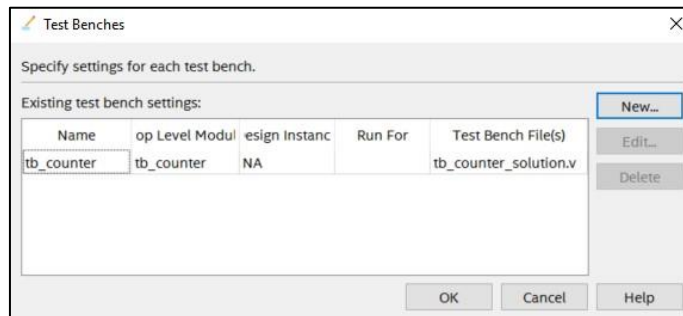 Test Benches
Specify settings for each test bench.
Existing test bench settings:
New...
Name op Level Modul esign Instanc Run For Test Bench File(s)
Edit...
tb_counter tb_counter NA tb_counter_solution.v
Delete
OK Cancel Help